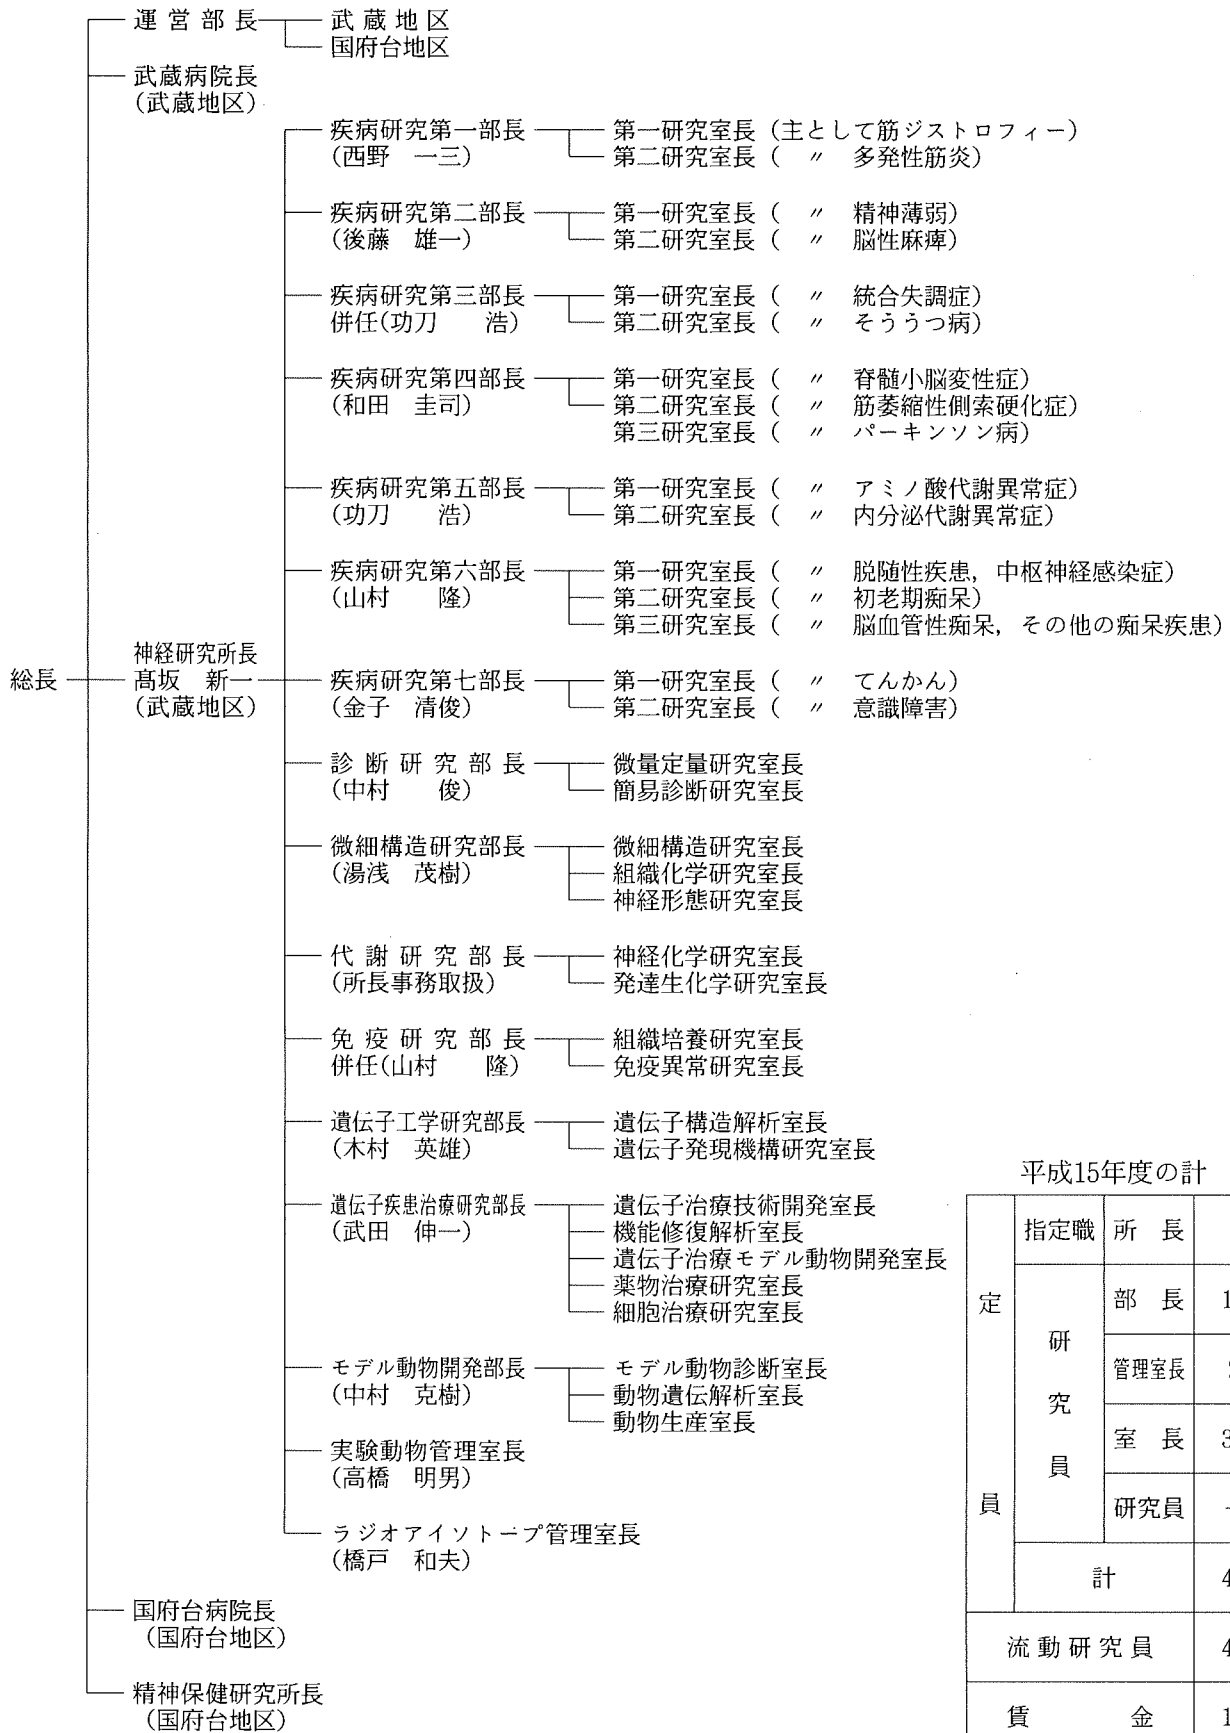 運営部長 武蔵地区
国府台地区
武蔵病院長
(武蔵地区)
疾病研究第一部長 第一研究室長 (主として筋ジストロフィー)
(西野 一三) 第二研究室長 ( 〃 多発性筋炎)
疾病研究第二部長 第一研究室長 ( 〃 精神薄弱)
(後藤 雄一) 第二研究室長 ( 〃 脳性麻痺)
疾病研究第三部長 第一研究室長 ( 〃 統合失調症)
併任(功刀 浩) 第二研究室長 ( 〃 そううつ病)
疾病研究第四部長 第一研究室長 ( 〃 脊髄小脳変性症)
(和田 圭司) 第二研究室長 ( 〃 筋萎縮性側索硬化症)
第三研究室長 ( 〃 パーキンソン病)
疾病研究第五部長 第一研究室長 ( 〃 アミノ酸代謝異常症)
(功刀 浩) 第二研究室長 ( 〃 内分泌代謝異常症)
疾病研究第六部長 第一研究室長 ( 〃 脱随性疾患, 中枢神経感染症)
(山村 隆) 第二研究室長 ( 〃 初老期痴呆)
第三研究室長 ( 〃 脳血管性痴呆, その他の痴呆疾患)
神経研究所長
総長 髙坂 新一 疾病研究第七部長 第一研究室長 ( 〃 てんかん)
(武蔵地区) (金子 清俊) 第二研究室長 ( 〃 意識障害)
診断研究部長 微量定量研究室長
(中村 俊) 簡易診断研究室長
微細構造研究部長 微細構造研究室長
(湯浅 茂樹) 組織化学研究室長
神経形態研究室長
代謝研究部長 神経化学研究室長
(所長事務取扱) 発達生化学研究室長
免疫研究部長 組織培養研究室長
併任(山村 隆) 免疫異常研究室長
遺伝子工学研究部長 遺伝子構造解析室長
(木村 英雄) 遺伝子発現機構研究室長
遺伝子疾患治療研究部長 遺伝子治療技術開発室長
(武田 伸一) 機能修復解析室長
遺伝子治療モデル動物開発室長
薬物治療研究室長
細胞治療研究室長
モデル動物開発部長 モデル動物診断室長
(中村 克樹) 動物遺伝解析室長
動物生産室長
実験動物管理室長
(高橋 明男)
ラジオアイソトープ管理室長
(橋戸 和夫)
国府台病院長
(国府台地区)
精神保健研究所長
(国府台地区)
平成15年度の計
定員 指定職 所長
研究員 部長 1
管理室長
室長 3
研究員
計 4
流動研究員 4
賃金 1